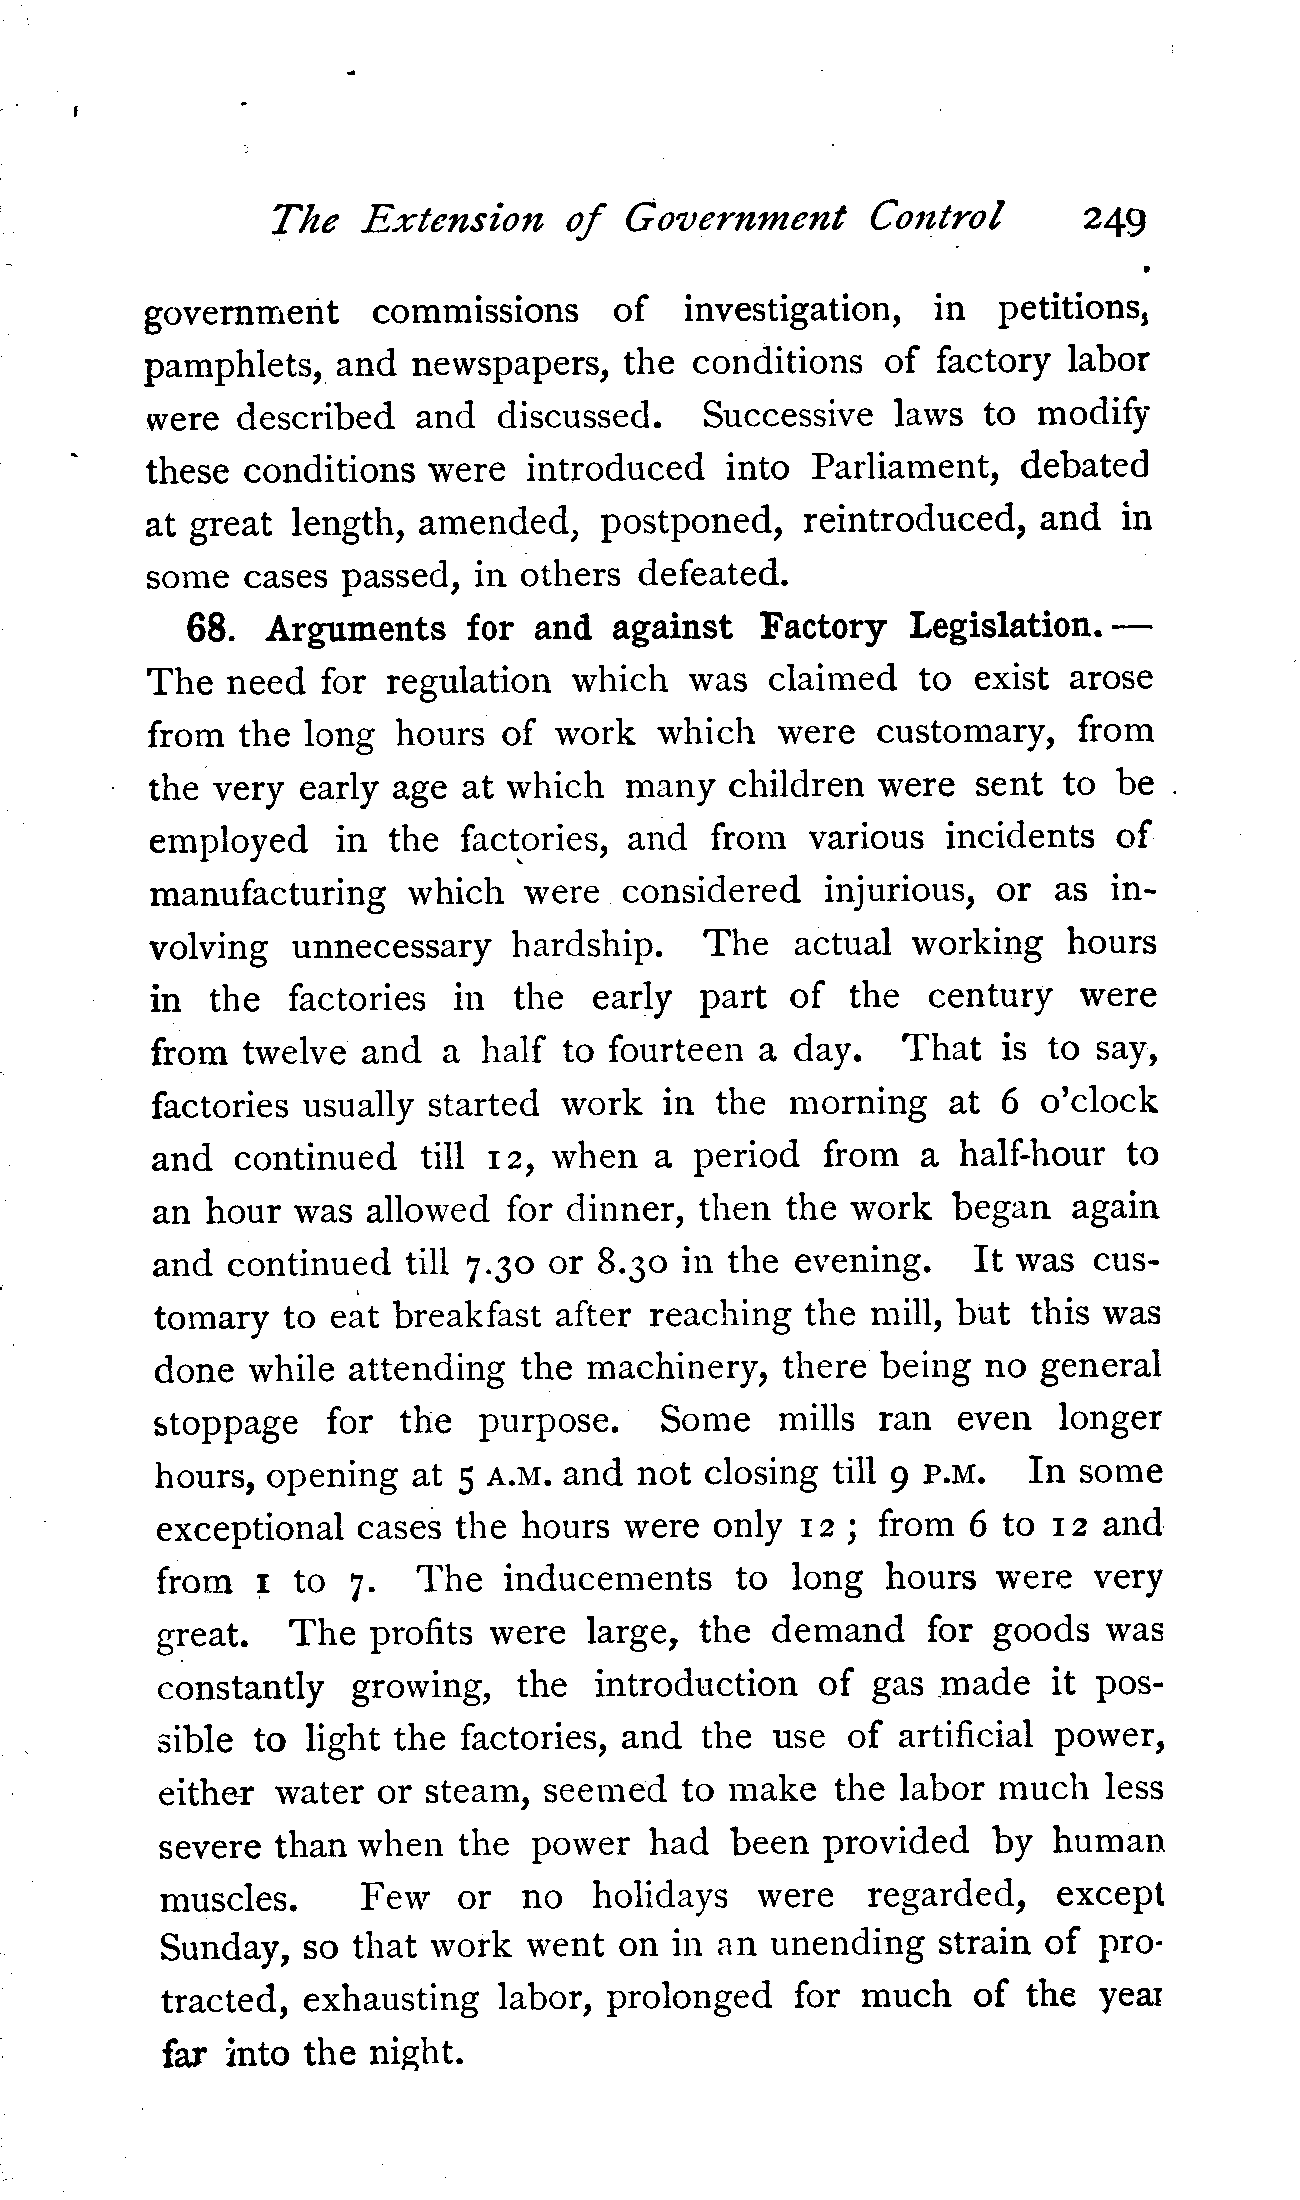 The Extension of Government Control 249
government commissions of investigation, in petitions,
pamphlets, and newspapers, the conditions of factory labor
were described and discussed. Successive laws to modify
these conditions were introduced into Parliament, debated
at great length, amended, postponed, reintroduced, and in
some cases passed, in others defeated.
68. Arguments for and against Factory Legislation. —
The need for regulation which was claimed to exist arose
from the long hours of work which were customary, from
the very early age at which many children were sent to be
employed in the factories, and from various incidents of
manufacturing which were considered injurious, or as in-
volving unnecessary hardship. The actual working hours
in the factories in the early part of the century were
from twelve and a half to fourteen a day. That is to say,
factories usually started work in the morning at 6 o'clock
and continued till 12, when a period from a half-hour to
an hour was allowed for dinner, then the work began again
and continued till 7.30 or 8.30 in the evening. It was cus-
tomary to eat breakfast after reaching the mill, but this was
done while attending the machinery, there being no general
stoppage for the purpose. Some mills ran even longer
hours, opening at 5 A.M. and not closing till 9 P.M. In some
exceptional cases the hours were only 12 ; from 6 to 12 and
from 1 to 7. The inducements to long hours were very
great. The profits were large, the demand for goods was
constantly growing, the introduction of gas made it pos-
sible to light the factories, and the use of artificial power,
either water or steam, seemed to make the labor much less
severe than when the power had been provided by human
muscles. Few or no holidays were regarded, except
Sunday, so that work went on in an unending strain of pro-
tracted, exhausting labor, prolonged for much of the year
far into the night.